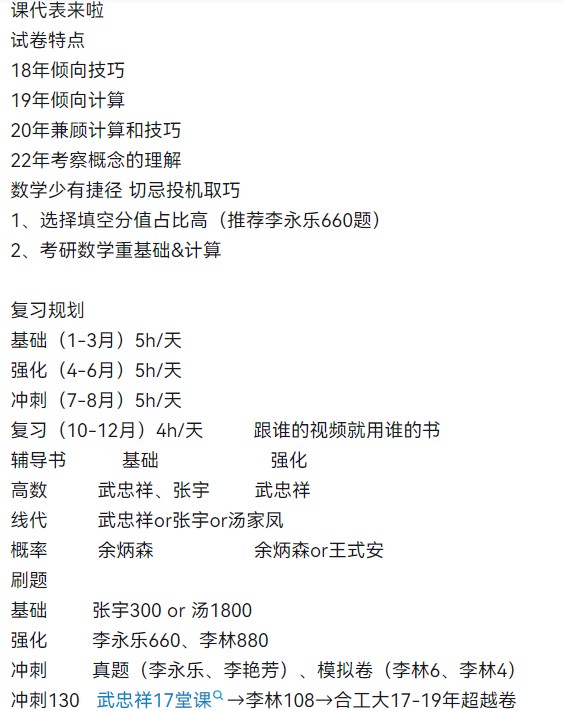 课代表来啦
试卷特点
18年倾向技巧
19年倾向计算
20年兼顾计算和技巧
22年考察概念的理解
数学少有捷径 切忌投机取巧
1、选择填空分值占比高（推荐李永乐660题）
2、考研数学重基础&计算
复习规划
基础（1-3月）5h/天
强化（4-6月）5h/天
冲刺（7-8月）5h/天
复习（10-12月）4h/天 跟谁的视频就用谁的书
辅导书 基础 强化
高数 武忠祥、张宇 武忠祥
线代 武忠祥or张宇or汤家凤
概率 余炳森 余炳森or王式安
刷题
基础 张宇300 or 汤1800
强化 李永乐660、李林880
冲刺 真题（李永乐、李艳芳）、模拟卷（李林6、李林4）
冲刺130 武忠祥17堂课→李林108→合工大17-19年超越卷